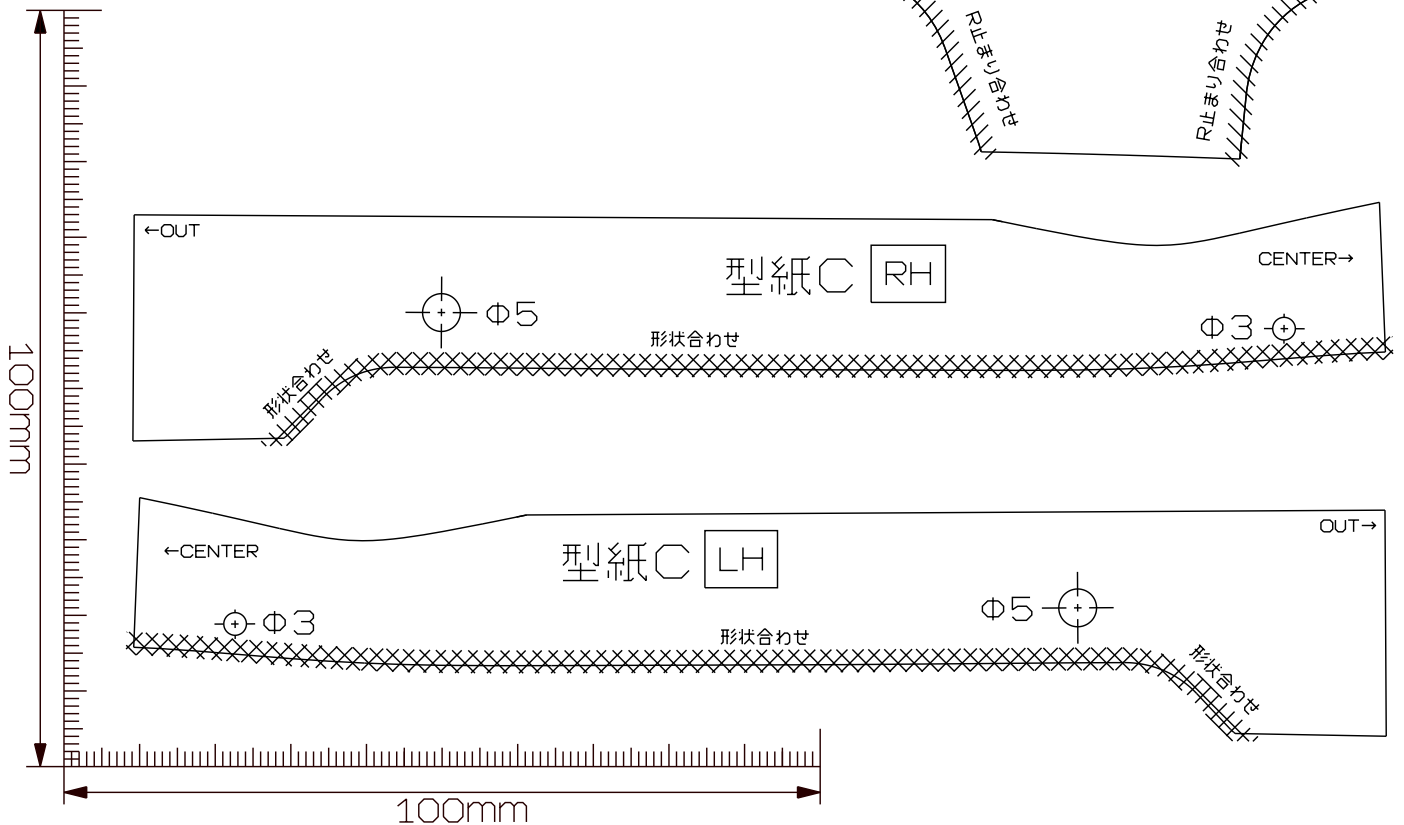 R止まり合わせ
R止まり合わせ
←OUT
型紙C RH
CENTER→
Φ5
Φ3
形状合わせ
形状合わせ
100mm
←CENTER
型紙C LH
OUT→
Φ3
Φ5
形状合わせ
形状合わせ
100mm